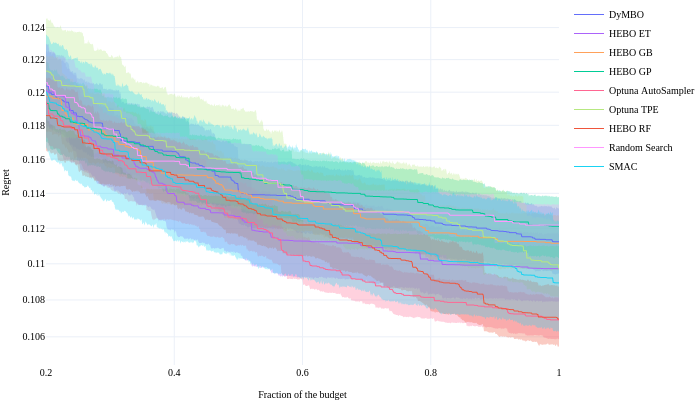 0.124
0.122
0.12
0.118
0.116
0.114
0.112
0.11
0.108
0.106
Regret
0.2
0.4
0.6
0.8
1
Fraction of the budget
DyMBO
HEBO ET
HEBO GB
HEBO GP
Optuna AutoSampler
Optuna TPE
HEBO RF
Random Search
SMAC